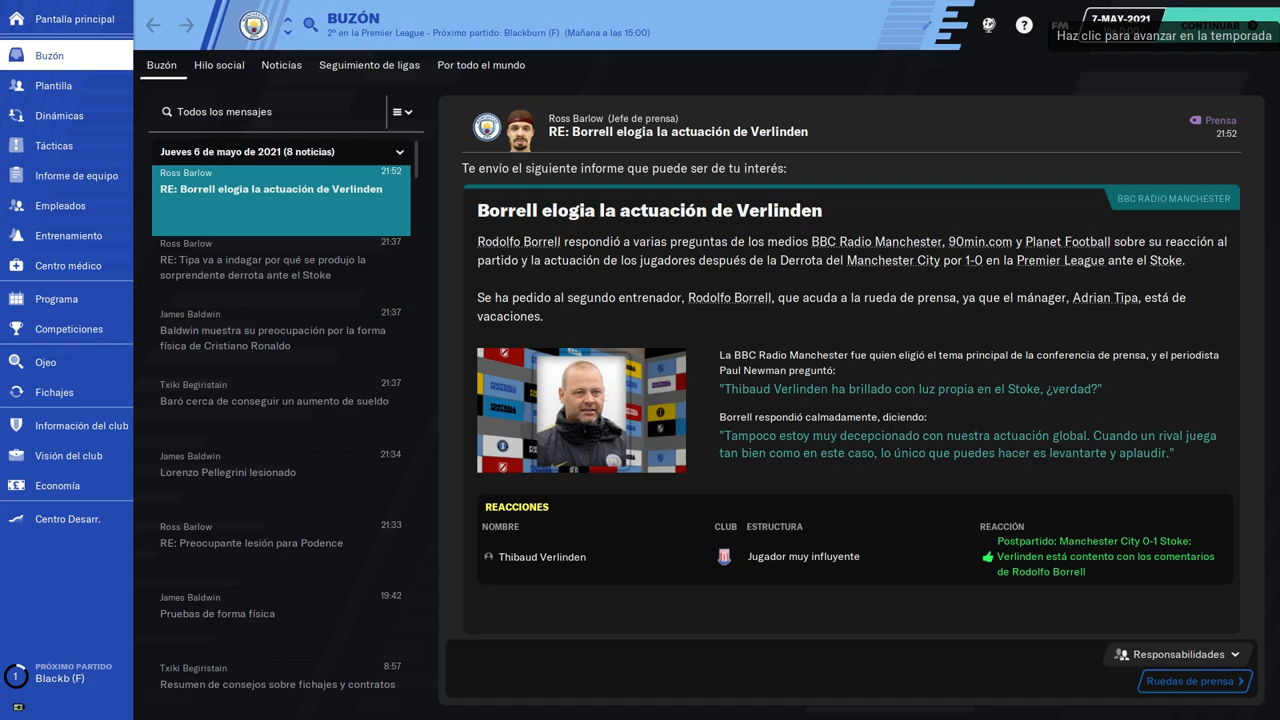 Pantalla principal
Buzón
Plantilla
Dinámicas
Tácticas
Informe de equipo
Empleados
Entrenamiento
Centro médico
Programa
Competiciones
Ojeo
Fichajes
Información del club
Visión del club
Economía
Centro Desarr.
PRÓXIMO PARTIDO
1
Blackb (F)
BUZÓN
2º en la Premier League - Próximo partido: Blackburn (F) (Mañana a las 15:00)
FM
7-MAY-2021
CONTINUAR
Haz clic para avanzar en la temporada
Buzón
Hilo social
Noticias
Seguimiento de ligas
Por todo el mundo
Todos los mensajes
Jueves 6 de mayo de 2021 (8 noticias)
Ross Barlow 21:52
RE: Borrell elogia la actuación de Verlinden
Ross Barlow 21:37
RE: Tipa va a indagar por qué se produjo la
sorprendente derrota ante el Stoke
James Baldwin 21:37
Baldwin muestra su preocupación por la forma
física de Cristiano Ronaldo
Txiki Begiristain 21:37
Baró cerca de conseguir un aumento de sueldo
James Baldwin 21:34
Lorenzo Pellegrini lesionado
Ross Barlow 21:33
RE: Preocupante lesión para Podence
James Baldwin 19:42
Pruebas de forma física
Txiki Begiristain 8:57
Resumen de consejos sobre fichajes y contratos
Ross Barlow (Jefe de prensa)
RE: Borrell elogia la actuación de Verlinden
Prensa
21:52
Te envío el siguiente informe que puede ser de tu interés:
BBC RADIO MANCHESTER
Borrell elogia la actuación de Verlinden
Rodolfo Borrell respondió a varias preguntas de los medios BBC Radio Manchester, 90min.com y Planet Football sobre su reacción al
partido y la actuación de los jugadores después de la Derrota del Manchester City por 1-0 en la Premier League ante el Stoke.
Se ha pedido al segundo entrenador, Rodolfo Borrell, que acuda a la rueda de prensa, ya que el mánager, Adrian Tipa, está de
vacaciones.
La BBC Radio Manchester fue quien eligió el tema principal de la conferencia de prensa, y el periodista
Paul Newman preguntó:
"Thibaud Verlinden ha brillado con luz propia en el Stoke, ¿verdad?"
Borrell respondió calmadamente, diciendo:
"Tampoco estoy muy decepcionado con nuestra actuación global. Cuando un rival juega
tan bien como en este caso, lo único que puedes hacer es levantarte y aplaudir."
REACCIONES
NOMBRE CLUB ESTRUCTURA REACCIÓN
Thibaud Verlinden Jugador muy influyente
Postpartido: Manchester City 0-1 Stoke:
Verlinden está contento con los comentarios
de Rodolfo Borrell
Responsabilidades
Ruedas de prensa